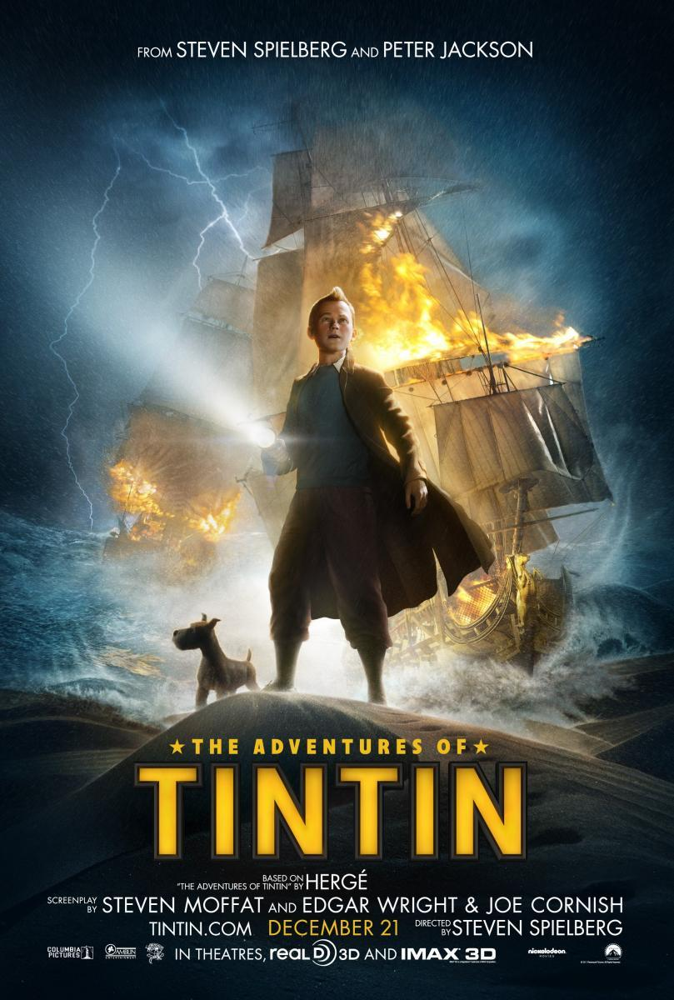 FROM STEVEN SPIELBERG AND PETER JACKSON
THE ADVENTURES OF
TINTIN
BASED ON "THE ADVENTURES OF TINTIN" BY HERGÉ
SCREENPLAY BY STEVEN MOFFAT AND EDGAR WRIGHT & JOE CORNISH
TINTIN.COM DECEMBER 21 DIRECTED BY STEVEN SPIELBERG
COLUMBIA PICTURES AMBLIN ENTERTAINMENT IN THEATRES, REAL D 3D AND IMAX 3D nickelodeon MOVIES